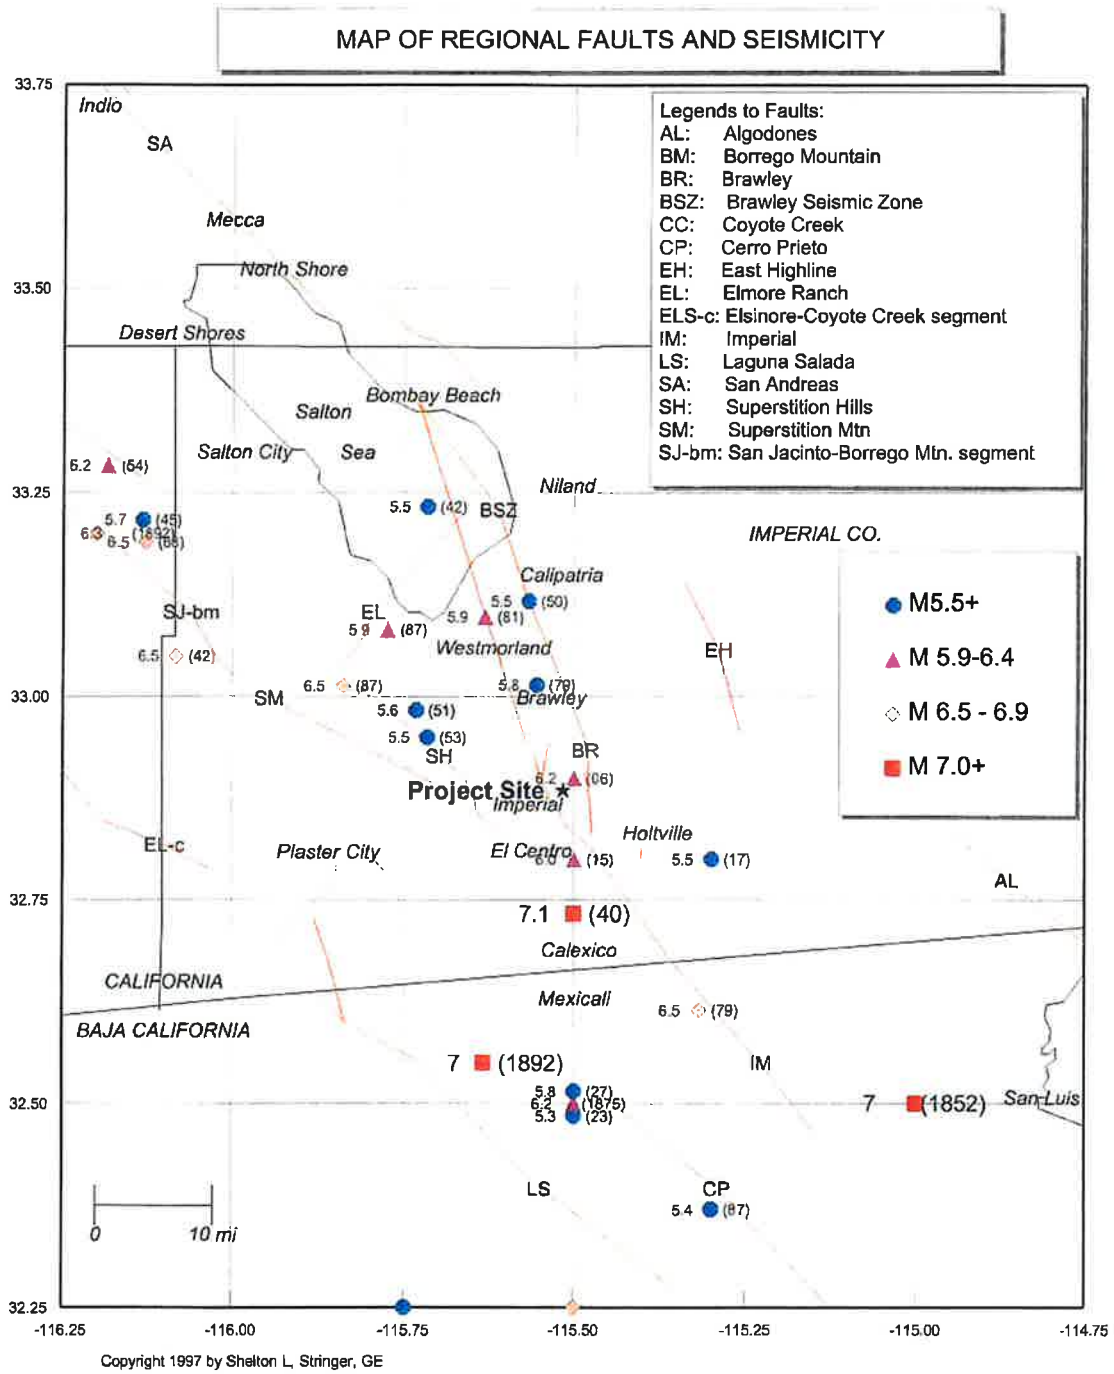 MAP OF REGIONAL FAULTS AND SEISMICITY
33.75
Indio
SA
Mecca
North Shore
33.50
Desert Shores
Legends to Faults:
AL: Algodones
BM: Borrego Mountain
BR: Brawley
BSZ: Brawley Seismic Zone
CC: Coyote Creek
CP: Cerro Prieto
EH: East Highline
EL: Elmore Ranch
ELS-c: Elsinore-Coyote Creek segment
IM: Imperial
LS: Laguna Salada
SA: San Andreas
SH: Superstition Hills
SM: Superstition Mtn
SJ-bm: San Jacinto-Borrego Mtn. segment
Bombay Beach
Salton
Sea
Salton City
6.2 (54)
33.25
Niland
5.5 (42)
BSZ
5.7 (45)
(1892)
6.5 (68)
IMPERIAL CO.
M5.5+
M 5.9-6.4
M 6.5 - 6.9
M 7.0+
Calipatria
5.5 (50)
SJ-bm
EL
5.9 (87)
5.9 (81)
Westmorland
EH
6.5 (42)
33.00
SM
6.5 (87)
5.8 (79)
Brawley
5.6 (51)
5.5 (53)
SH
BR
6.2 (06)
Project Site
Imperial
EL-c
Plaster City
El Centro
6.0 (15)
Holtville
5.5 (17)
AL
32.75
7.1 (40)
Calexico
CALIFORNIA
BAJA CALIFORNIA
Mexicali
6.5 (79)
7 (1892)
IM
5.8 (27)
6.2 (1875)
5.3 (23)
32.50
7 (1852)
San Luis
LS
CP
5.4 (87)
0 10 mi
32.25
-116.25 -116.00 -115.75 -115.50 -115.25 -115.00 -114.75
Copyright 1997 by Shelton L, Stringer, GE